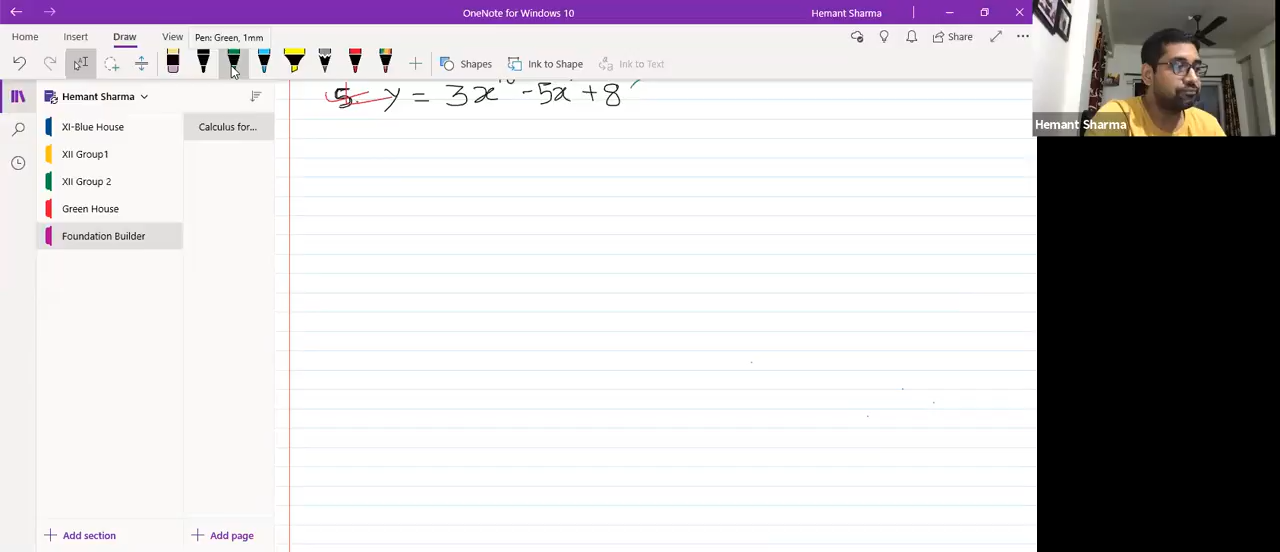 OneNote for Windows 10
Hemant Sharma
Home
Insert
Draw
View
Pen: Green, 1mm
Share
Shapes
Ink to Shape
Ink to Text
Hemant Sharma
XI-Blue House
XII Group1
XII Group 2
Green House
Foundation Builder
Calculus for...
5. y = 3x¹⁰ - 5x + 8
Hemant Sharma
Add section
Add page